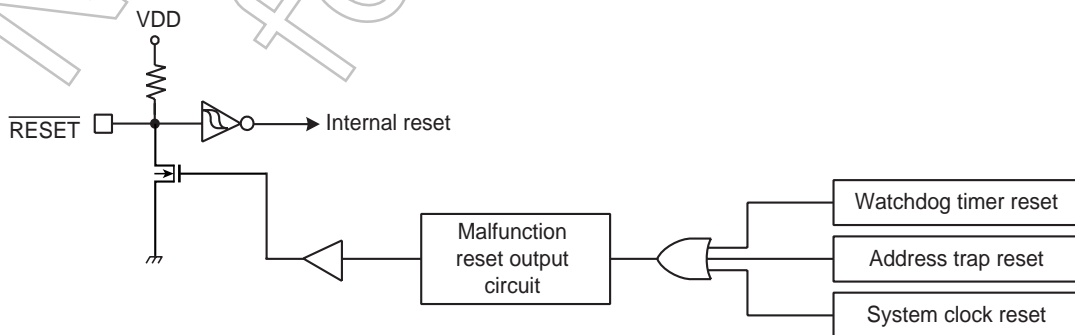 VDD
RESET
Internal reset
Watchdog timer reset
Malfunction
reset output
circuit
Address trap reset
System clock reset